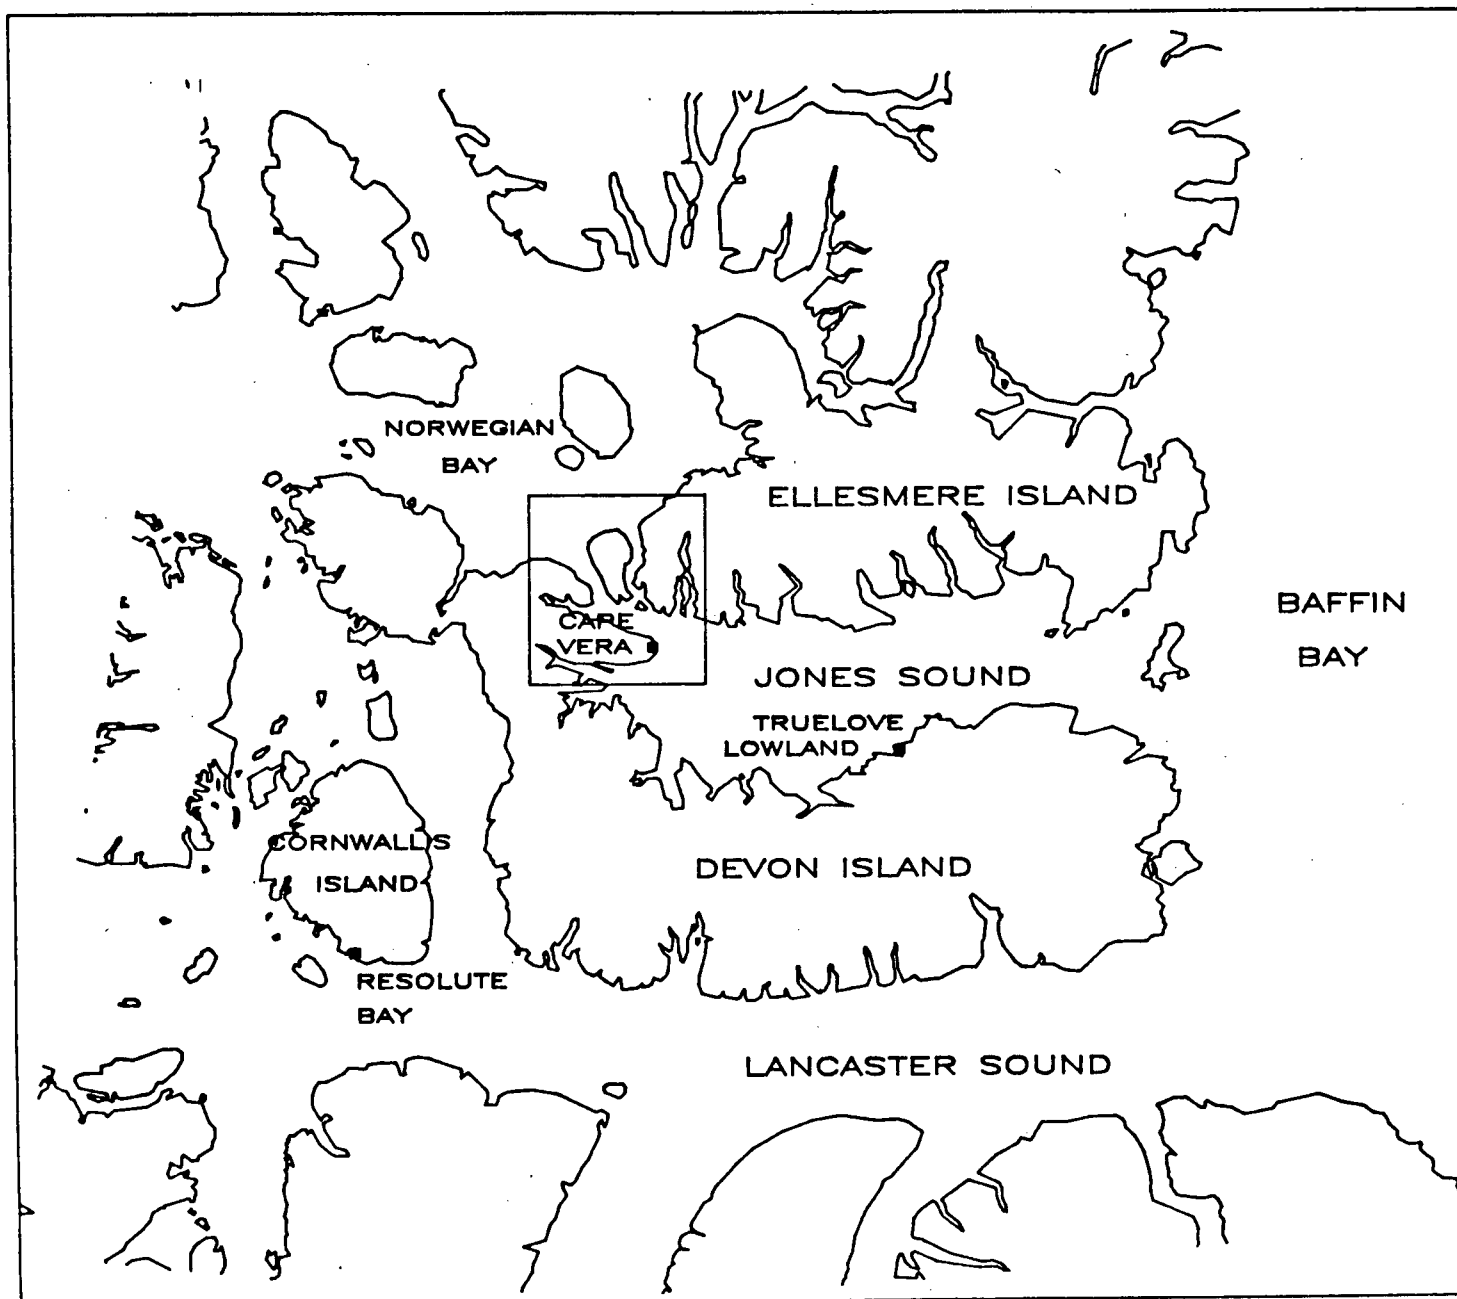 NORWEGIAN
BAY
ELLESMERE ISLAND
CAPE
VERA
BAFFIN
BAY
JONES SOUND
TRUELOVE
LOWLAND
CORNWALLIS
ISLAND
DEVON ISLAND
RESOLUTE
BAY
LANCASTER SOUND